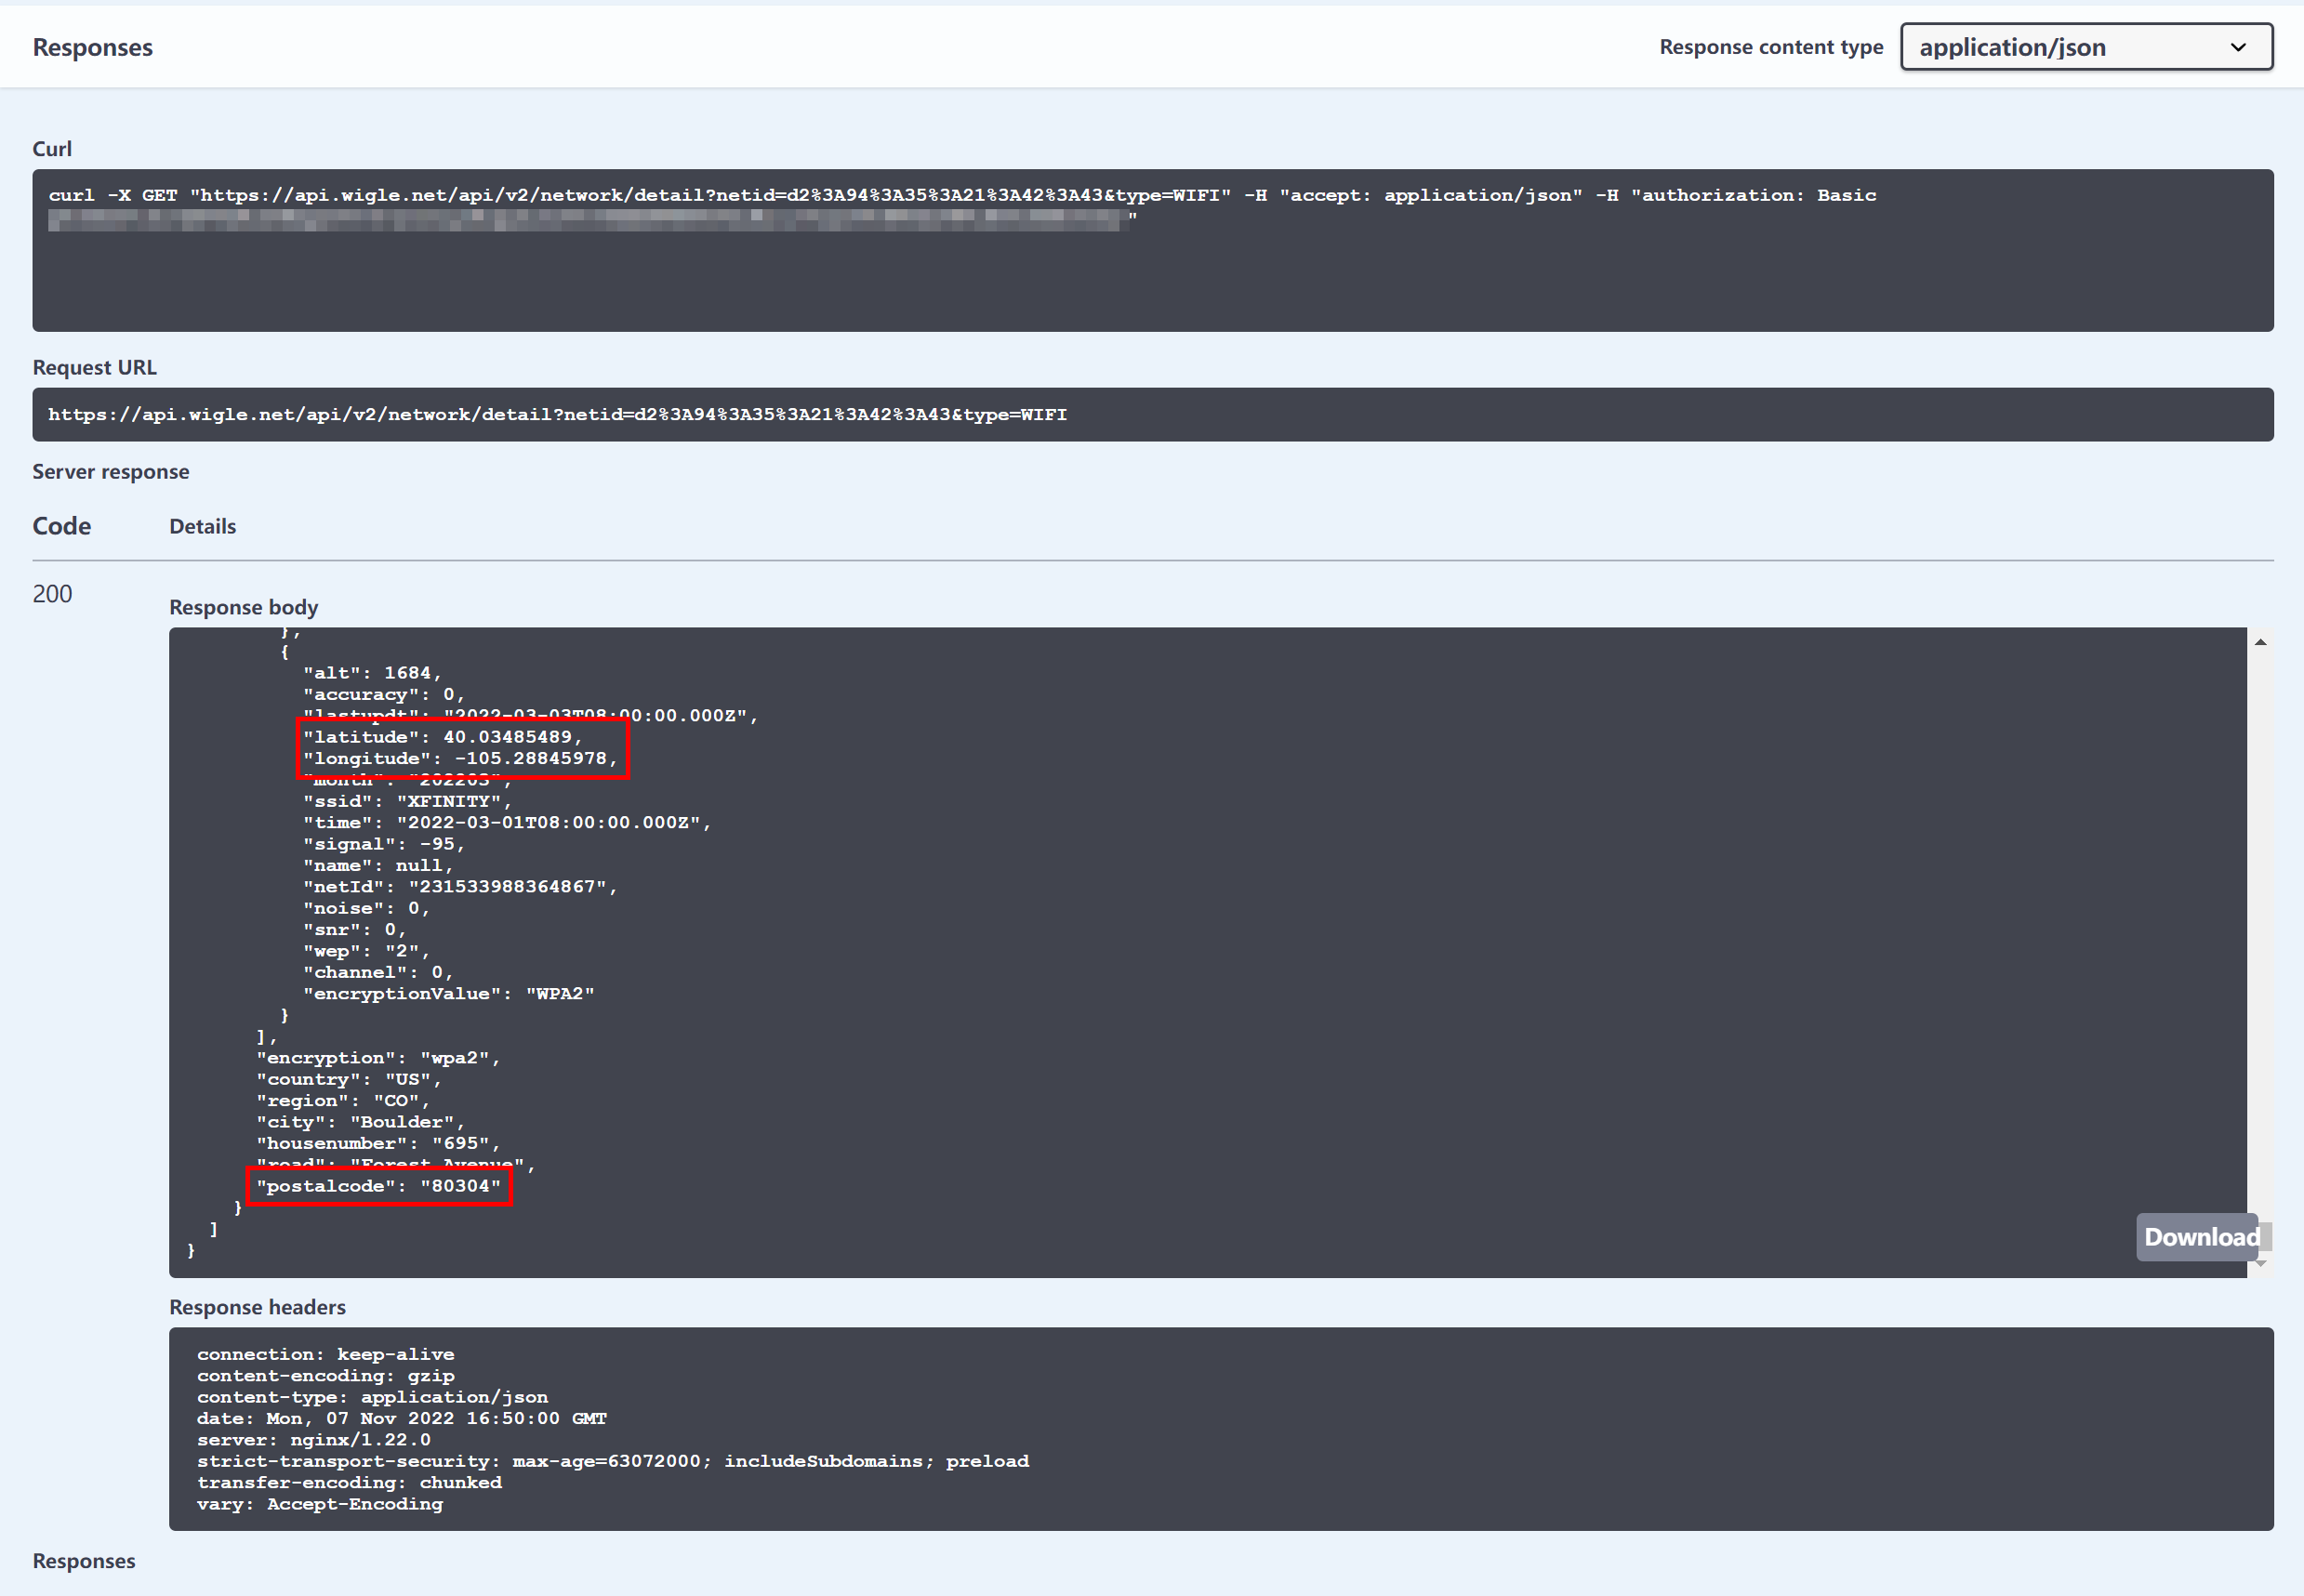 Responses
Response content type
application/json
Curl
curl -X GET "https://api.wigle.net/api/v2/network/detail?netid=d2%3A94%3A35%3A21%3A42%3A43&type=WIFI" -H "accept: application/json" -H "authorization: Basic
"
Request URL
https://api.wigle.net/api/v2/network/detail?netid=d2%3A94%3A35%3A21%3A42%3A43&type=WIFI
Server response
Code Details
200
Response body
},
{
"alt": 1684,
"accuracy": 0,
"lastupdt": "2022-03-03T08:00:00.000Z",
"latitude": 40.03485489,
"longitude": -105.28845978,
"month": "202203",
"ssid": "XFINITY",
"time": "2022-03-01T08:00:00.000Z",
"signal": -95,
"name": null,
"netId": "231533988364867",
"noise": 0,
"snr": 0,
"wep": "2",
"channel": 0,
"encryptionValue": "WPA2"
}
],
"encryption": "wpa2",
"country": "US",
"region": "CO",
"city": "Boulder",
"housenumber": "695",
"road": "Forest Avenue",
"postalcode": "80304"
}
]
}
Download
Response headers
connection: keep-alive
content-encoding: gzip
content-type: application/json
date: Mon, 07 Nov 2022 16:50:00 GMT
server: nginx/1.22.0
strict-transport-security: max-age=63072000; includeSubdomains; preload
transfer-encoding: chunked
vary: Accept-Encoding
Responses